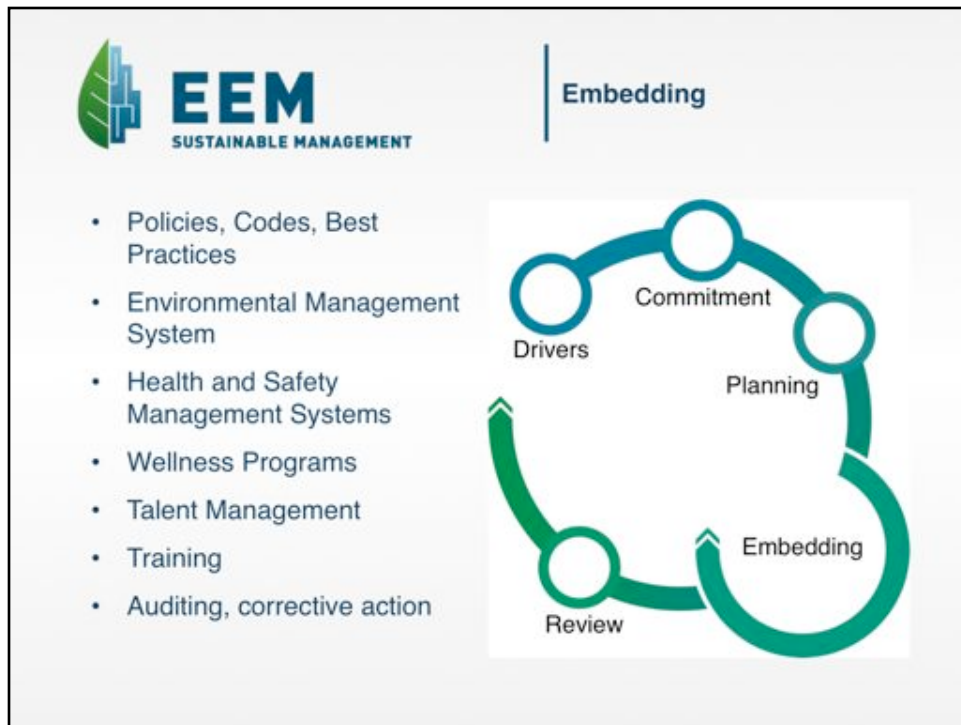 EEM
SUSTAINABLE MANAGEMENT
Embedding
• Policies, Codes, Best
Practices
• Environmental Management
System
• Health and Safety
Management Systems
• Wellness Programs
• Talent Management
• Training
• Auditing, corrective action
Commitment
Drivers
Planning
Embedding
Review